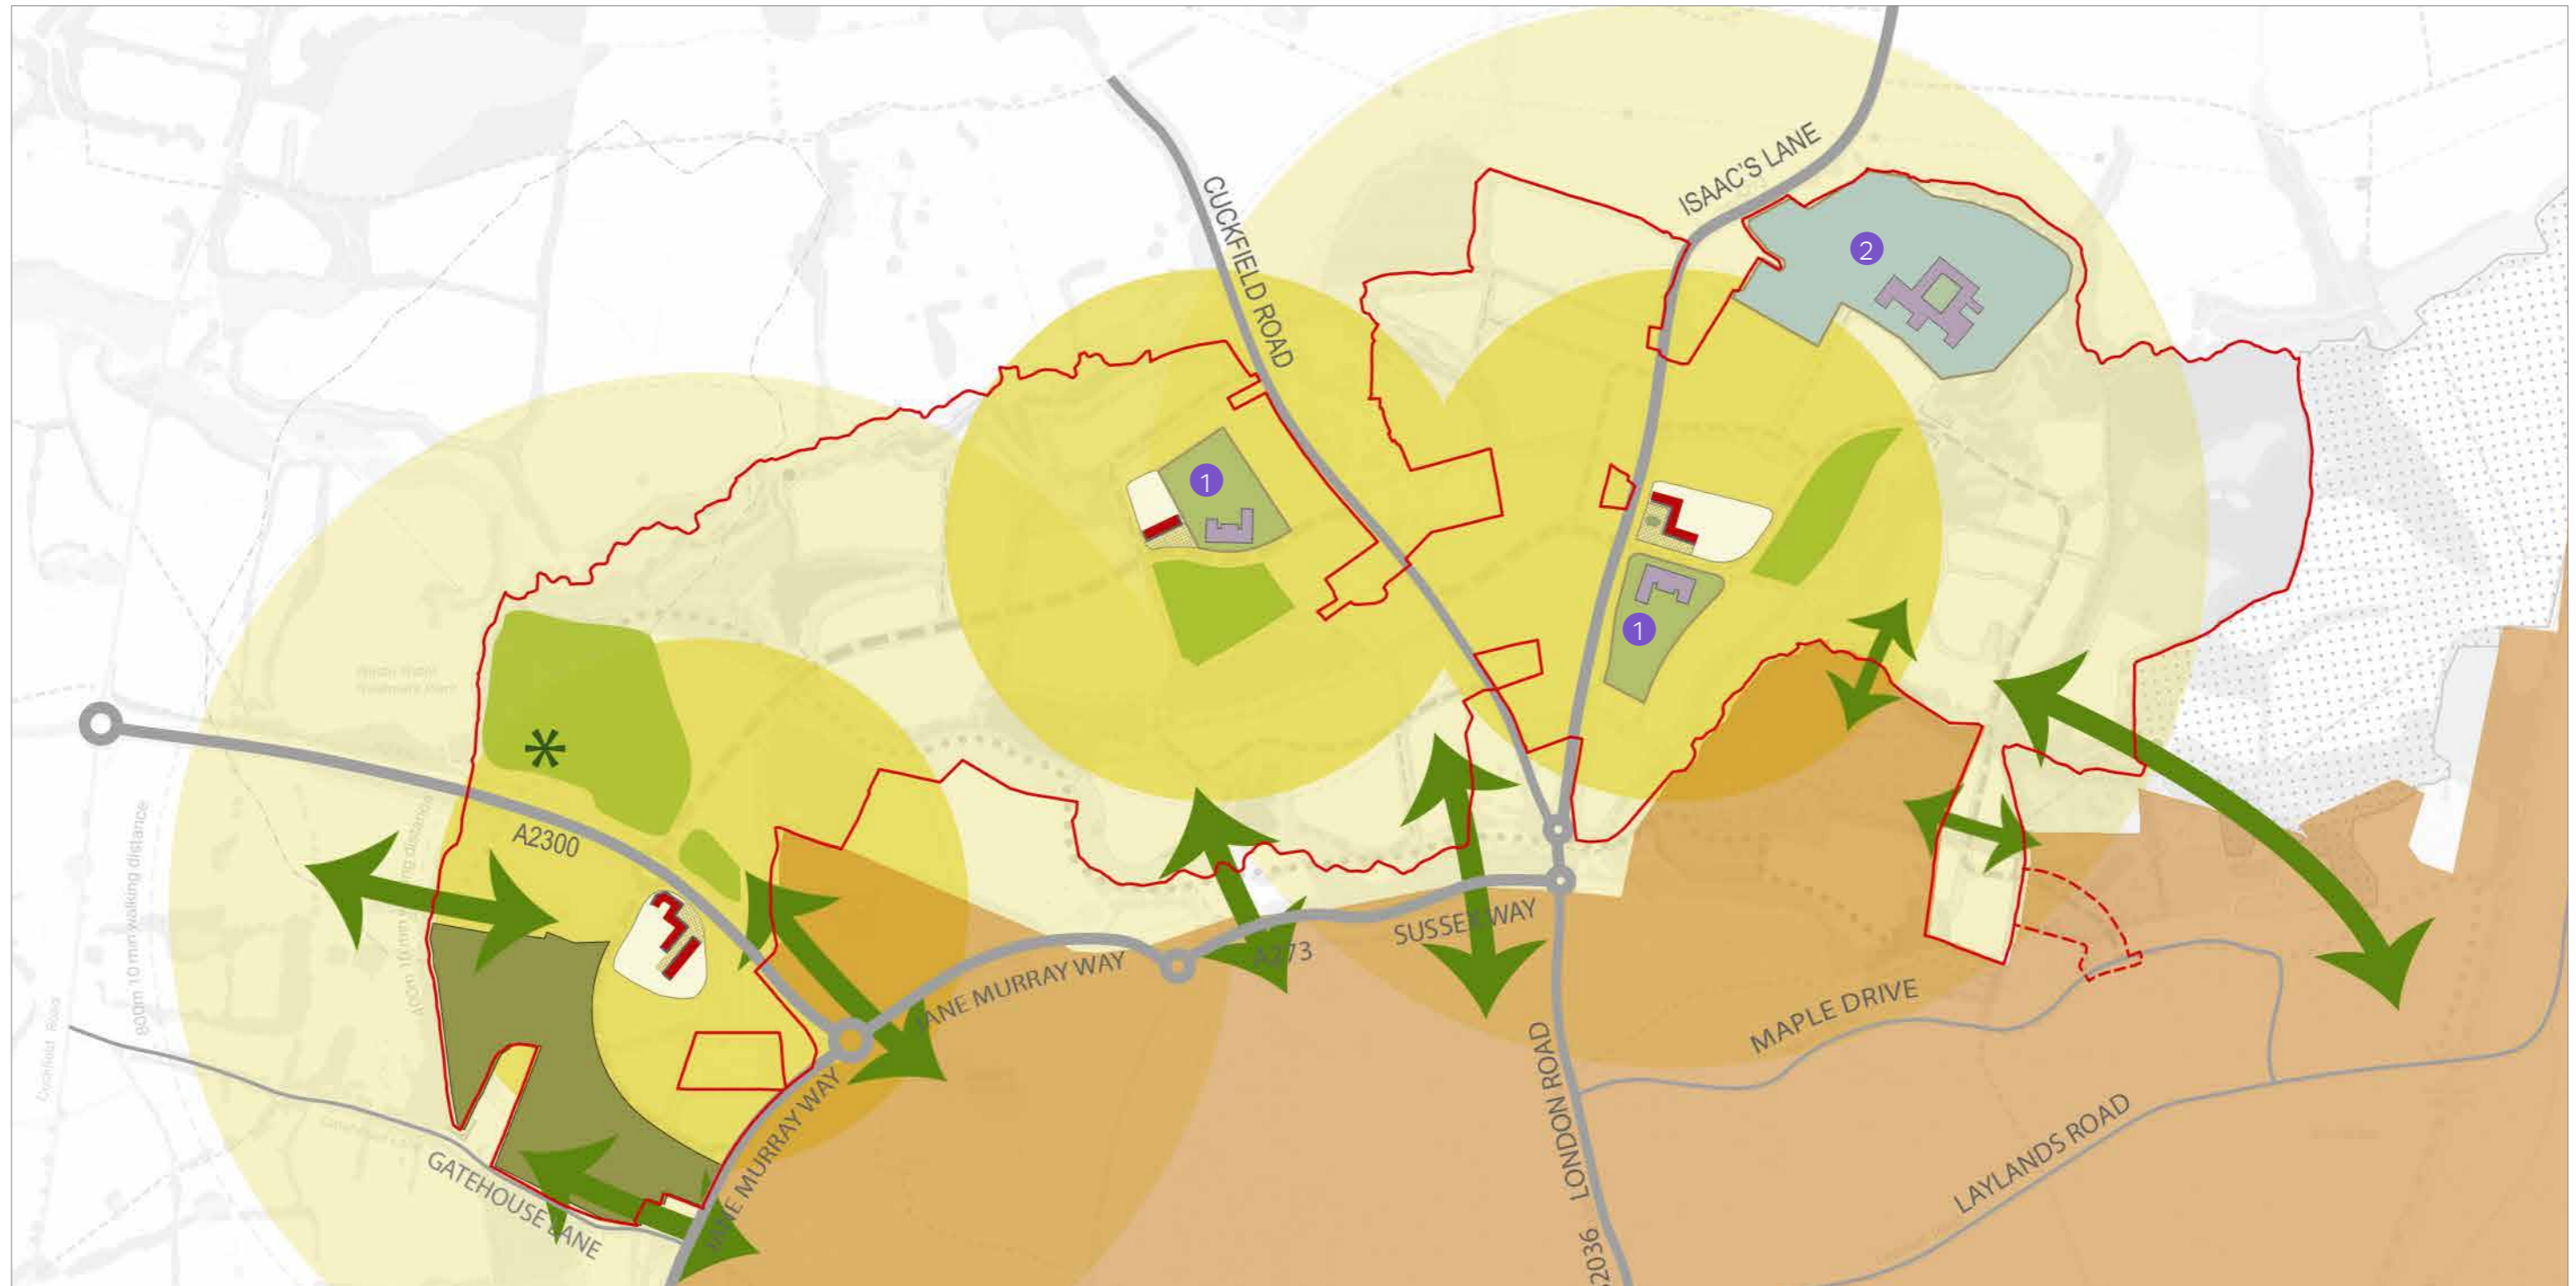 CUCKFIELD ROAD
ISAAC'S LANE
2
1
1
A2300
800m 10 min walking distance
JANE MURRAY WAY
A273
SUSSEX WAY
JANE MURRAY WAY
GATEHOUSE LANE
LONDON ROAD
MAPLE DRIVE
LAYLANDS ROAD